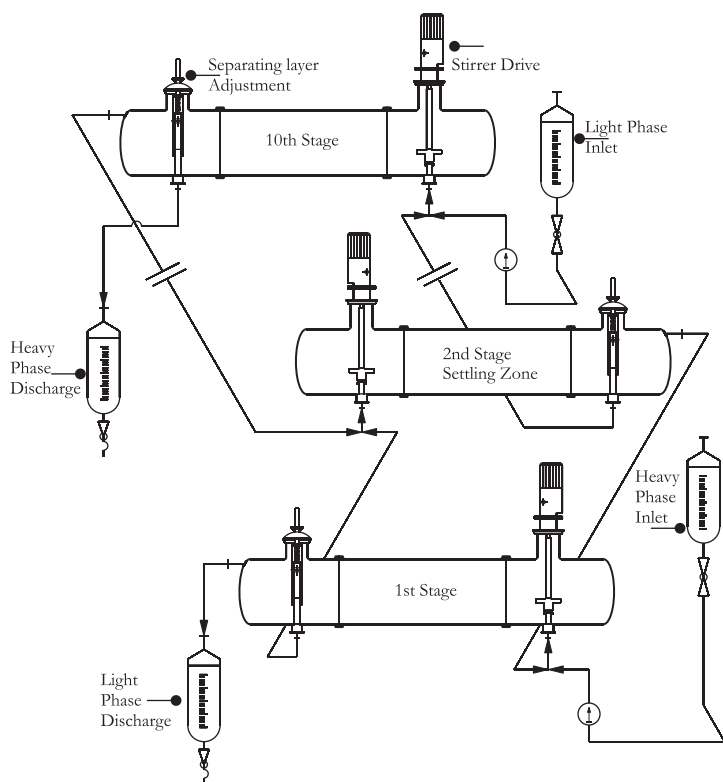 Separating layer
Adjustment
Stirrer Drive
10th Stage
Light Phase
Inlet
Heavy
Phase
Discharge
2nd Stage
Settling Zone
Heavy
Phase
Inlet
1st Stage
Light
Phase
Discharge